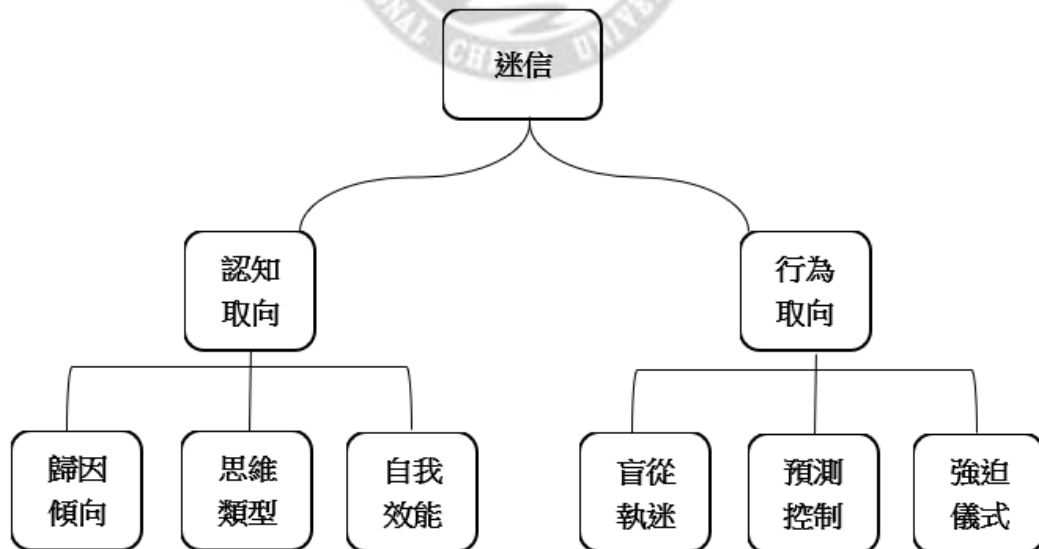 迷信
認知
取向
行為
取向
歸因
傾向
思維
類型
自我
效能
盲從
執迷
預測
控制
強迫
儀式